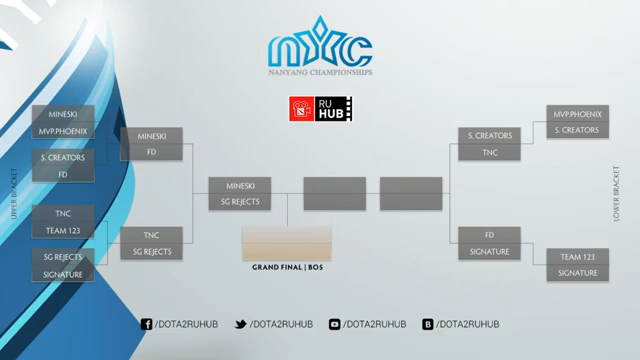 NYC
NANYANG CHAMPIONSHIPS
RU
HUB
UPPER BRACKET
MINESKI
MVP.PHOENIX
S. CREATORS
FD
TNC
TEAM 123
SG REJECTS
SIGNATURE
MINESKI
FD
TNC
SG REJECTS
MINESKI
SG REJECTS
GRAND FINAL | BO5
S. CREATORS
TNC
FD
SIGNATURE
MVP.PHOENIX
S. CREATORS
TEAM 123
SIGNATURE
LOWER BRACKET
/DOTA2RUHUB
/DOTA2RUHUB
/DOTA2RUHUB
/DOTA2RUHUB